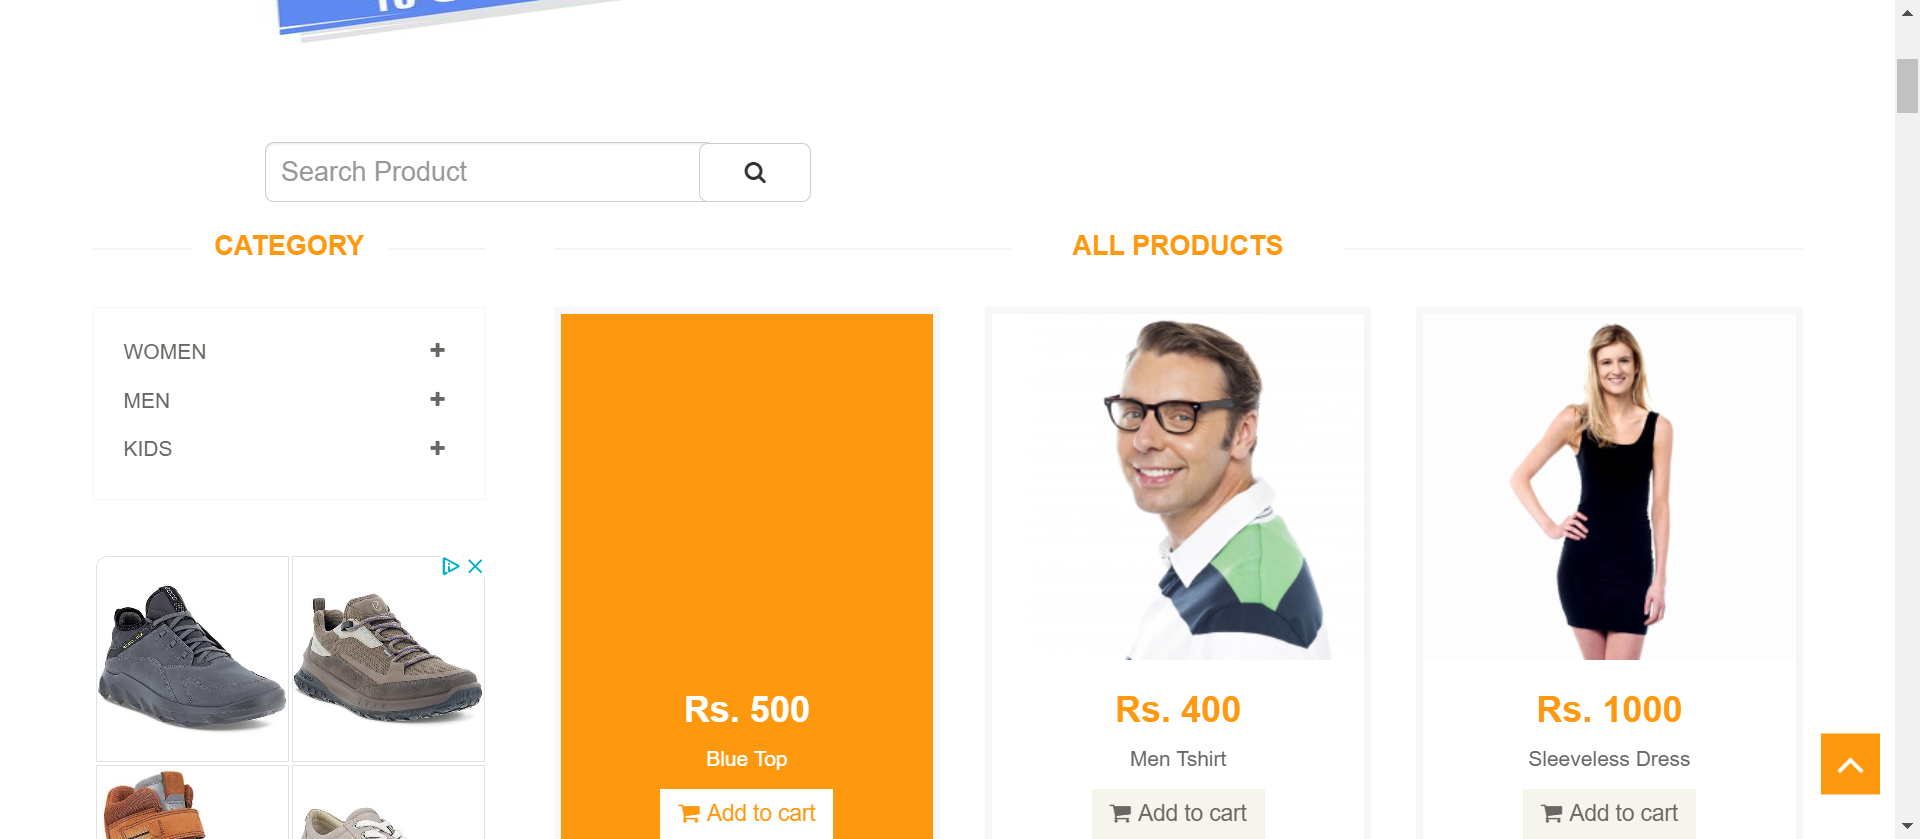 Search Product
CATEGORY
ALL PRODUCTS
WOMEN
MEN
KIDS
Rs. 500
Blue Top
Add to cart
Rs. 400
Men Tshirt
Add to cart
Rs. 1000
Sleeveless Dress
Add to cart